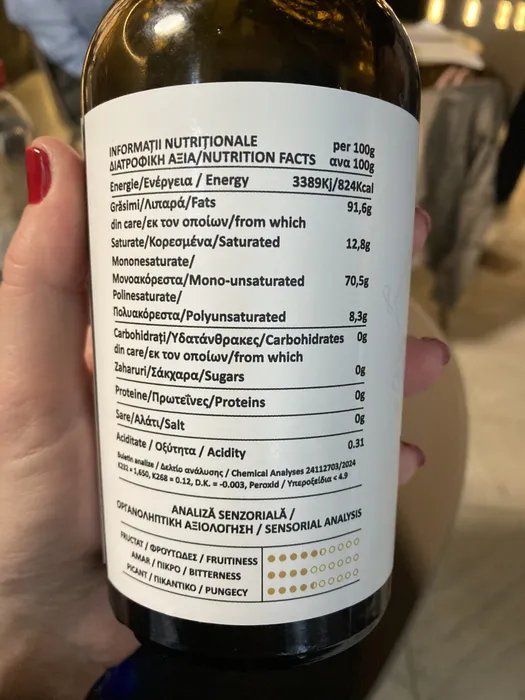 INFORMAȚII NUTRIȚIONALE per 100g
ΔΙΑΤΡΟΦΙΚΗ ΑΞΙΑ/NUTRITION FACTS ανα 100g
Energie/Ενέργεια / Energy 3389Kj/824Kcal
Grăsimi/Λιπαρά/Fats 91,6g
din care/εκ τον οποίων/from which
Saturate/Κορεσμένα/Saturated 12,8g
Mononesaturate/
Μονοακόρεστα/Mono-unsaturated 70,5g
Polinesaturate/
Πολυακόρεστα/Polyunsaturated 8,3g
Carbohidrați/Υδατάνθρακες/Carbohydrates 0g
din care/εκ τον οποίων/from which
Zaharuri/Σάκχαρα/Sugars 0g
Proteine/Πρωτεΐνες/Proteins 0g
Sare/Αλάτι/Salt 0g
Aciditate / Οξύτητα / Acidity 0.31
Buletin analize / Δελτίο ανάλυσης / Chemical Analyses 24112703/2024
K232 = 1,650, K268 = 0.12, D.K. = -0.003, Peroxid / Υπεροξείδια < 4.9
ANALIZĂ SENZORIALĂ /
ΟΡΓΑΝΟΛΗΠΤΙΚΗ ΑΞΙΟΛΟΓΗΣΗ / SENSORIAL ANALYSIS
FRUCTAT / ΦΡΟΥΤΩΔΕΣ / FRUITINESS
AMAR / ΠΙΚΡΟ / BITTERNESS
PICANT / ΠΙΚΑΝΤΙΚΟ / PUNGECY